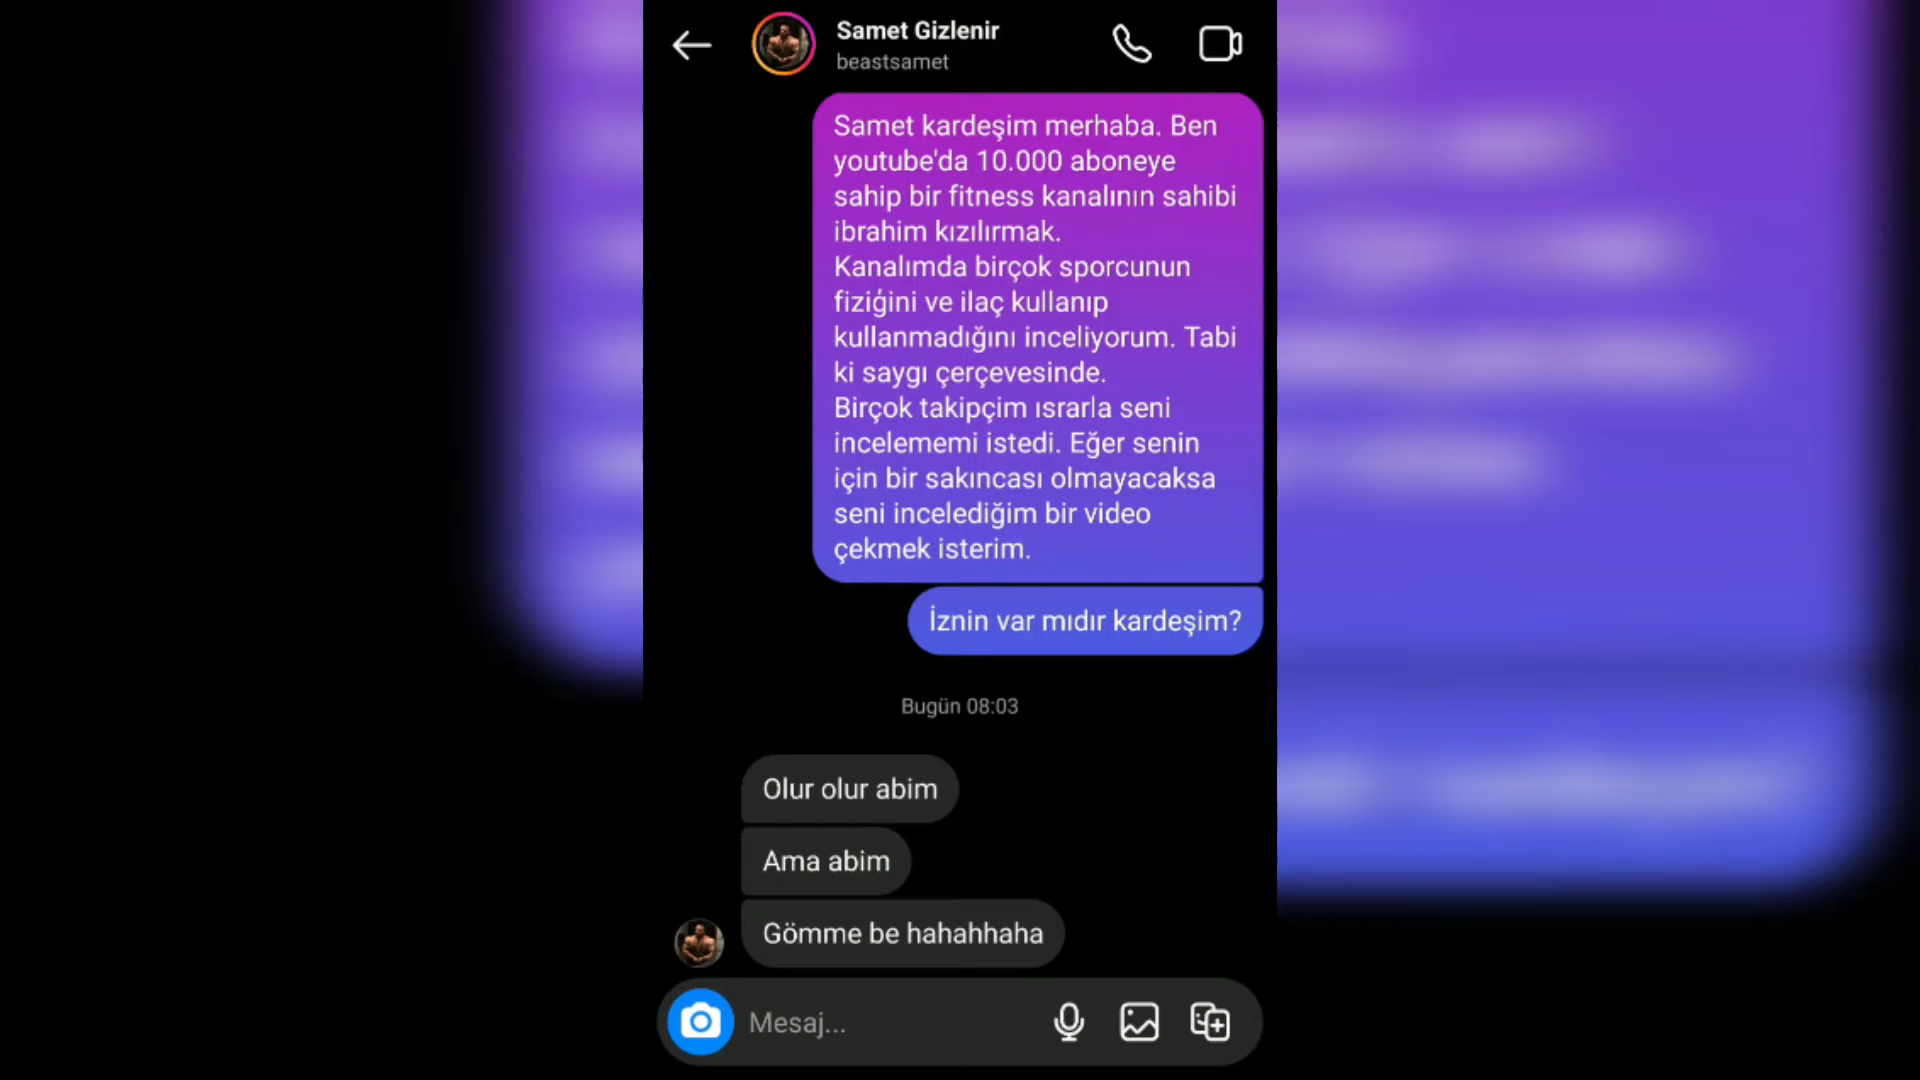 Samet Gizlenir
beastsamet
Samet kardeşim merhaba. Ben
youtube'da 10.000 aboneye
sahip bir fitness kanalının sahibi
ibrahim kızılırmak.
Kanalımda birçok sporcunun
fiziģini ve ilaç kullanıp
kullanmadığını inceliyorum. Tabi
ki saygı çerçevesinde.
Birçok takipçim ısrarla seni
incelememi istedi. Eğer senin
için bir sakıncası olmayacaksa
seni incelediğim bir video
çekmek isterim.
İznin var mıdır kardeşim?
Bugün 08:03
Olur olur abim
Ama abim
Gömme be hahahhaha
Mesaj...